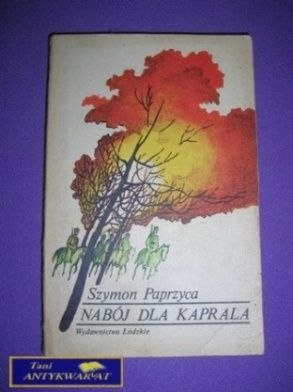 Szymon Paprzyca
NABÓJ DLA KAPRALA
Wydawnictwo Łódzkie
Tani
ANTYKWARIAT